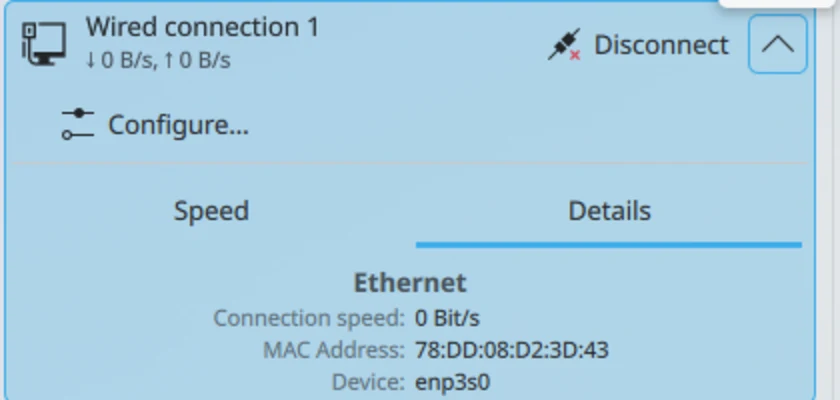 Wired connection 1
↓ 0 B/s, ↑ 0 B/s
Disconnect
Configure...
Speed
Details
Ethernet
Connection speed: 0 Bit/s
MAC Address: 78:DD:08:D2:3D:43
Device: enp3s0